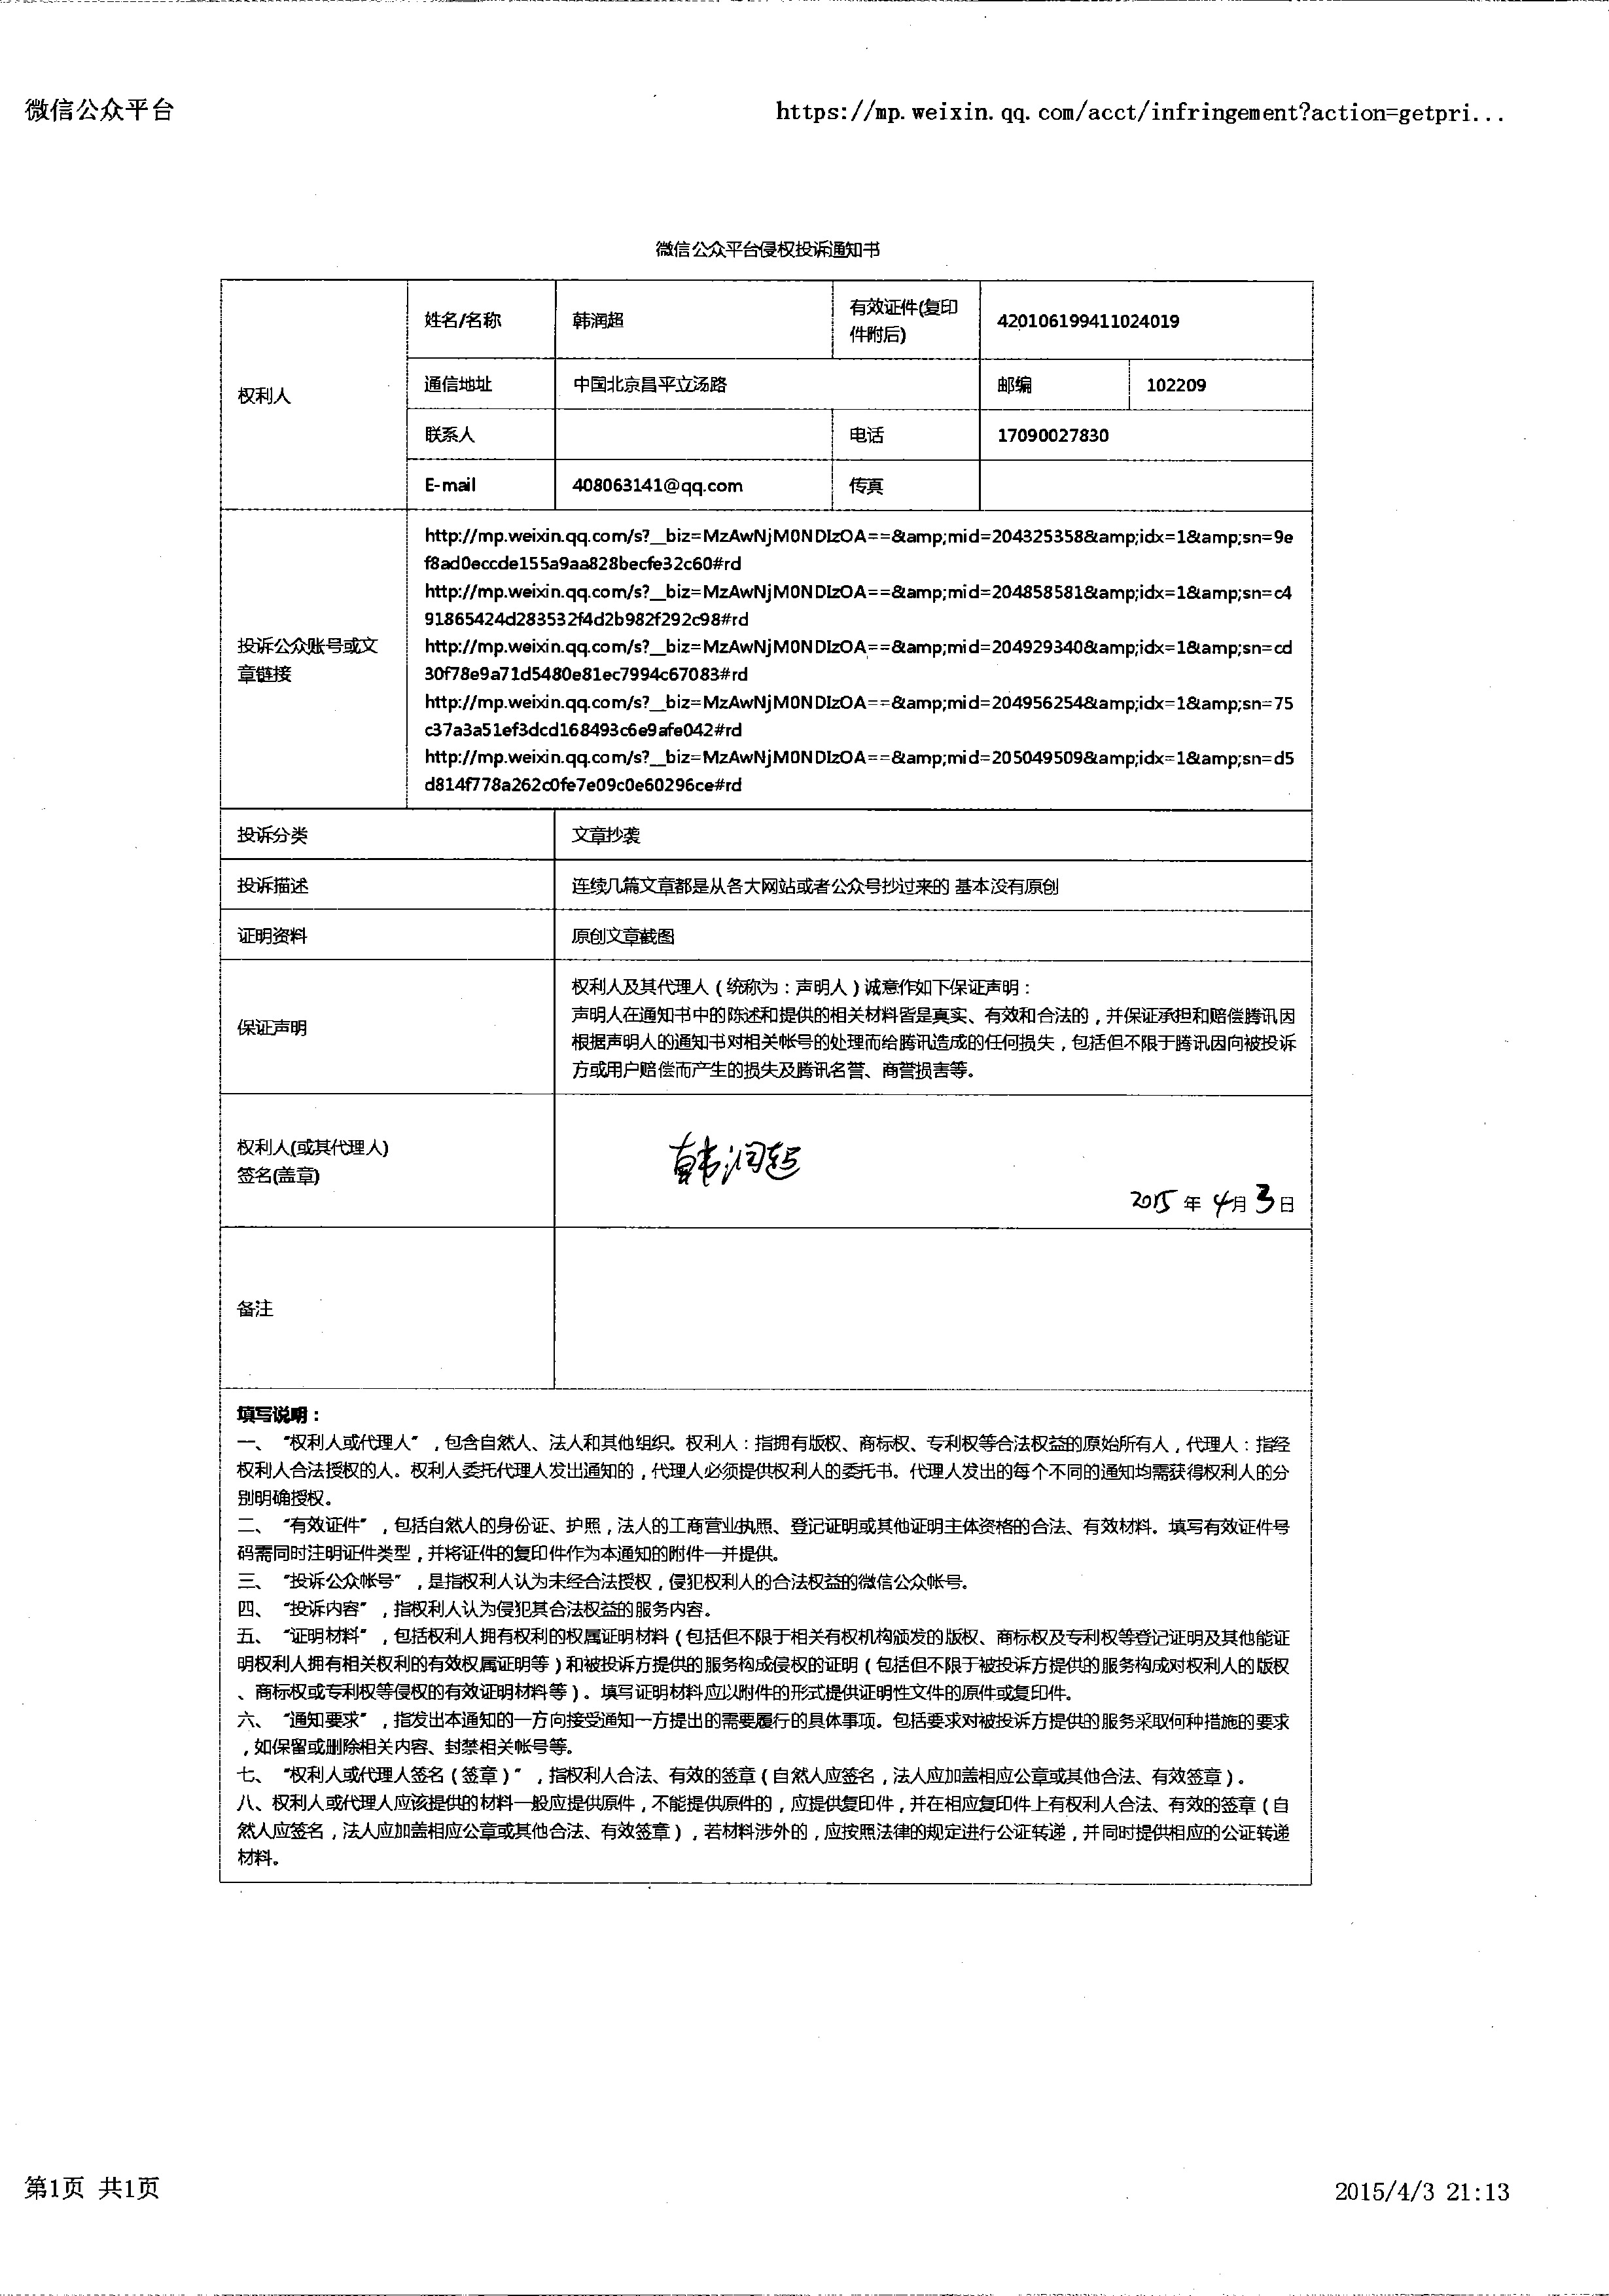 微信公众平台
https://mp.weixin.qq.com/acct/infringement?action=getpri...
微信公众平台侵权投诉通知书
权利人
姓名/名称
韩润超
有效证件(复印
件附后)
420106199411024019
通信地址
中国北京昌平立汤路
邮编
102209
联系人
电话
17090027830
E-mail
408063141@qq.com
传真
投诉公众账号或文
章链接
http://mp.weixin.qq.com/s?__biz=MzAwNjM0NDIzOA==&amp;mid=204325358&amp;idx=1&amp;sn=9e
f8ad0eccde155a9aa828becfe32c60#rd
http://mp.weixin.qq.com/s?__biz=MzAwNjM0NDIzOA==&amp;mid=204858581&amp;idx=1&amp;sn=c4
91865424d283532f4d2b982f292c98#rd
http://mp.weixin.qq.com/s?__biz=MzAwNjM0NDIzOA==&amp;mid=204929340&amp;idx=1&amp;sn=cd
30f78e9a71d5480e81ec7994c67083#rd
http://mp.weixin.qq.com/s?__biz=MzAwNjM0NDIzOA==&amp;mid=204956254&amp;idx=1&amp;sn=75
c37a3a51ef3dcd168493c6e9afe042#rd
http://mp.weixin.qq.com/s?__biz=MzAwNjM0NDIzOA==&amp;mid=205049509&amp;idx=1&amp;sn=d5
d814f778a262c0fe7e09c0e60296ce#rd
投诉分类
文章抄袭
投诉描述
连续几篇文章都是从各大网站或者公众号抄过来的 基本没有原创
证明资料
原创文章截图
保证声明
权利人及其代理人（统称为：声明人）诚意作如下保证声明：
声明人在通知书中的陈述和提供的相关材料皆是真实、有效和合法的，并保证承担和赔偿腾讯因
根据声明人的通知书对相关帐号的处理而给腾讯造成的任何损失，包括但不限于腾讯因向被投诉
方或用户赔偿而产生的损失及腾讯名誉、商誉损害等。
权利人(或其代理人)
签名(盖章)
韩润超
2015 年 4月 3 日
备注
填写说明：
一、“权利人或代理人”，包含自然人、法人和其他组织。权利人：指拥有版权、商标权、专利权等合法权益的原始所有人，代理人：指经
权利人合法授权的人。权利人委托代理人发出通知的，代理人必须提供权利人的委托书。代理人发出的每个不同的通知均需获得权利人的分
别明确授权。
二、“有效证件”，包括自然人的身份证、护照，法人的工商营业执照、登记证明或其他证明主体资格的合法、有效材料。填写有效证件号
码需同时注明证件类型，并将证件的复印件作为本通知的附件一并提供。
三、“投诉公众帐号”，是指权利人认为未经合法授权，侵犯权利人的合法权益的微信公众帐号。
四、“投诉内容”，指权利人认为侵犯其合法权益的服务内容。
五、“证明材料”，包括权利人拥有权利的权属证明材料（包括但不限于相关有权机构颁发的版权、商标权及专利权等登记证明及其他能证
明权利人拥有相关权利的有效权属证明等）和被投诉方提供的服务构成侵权的证明（包括但不限于被投诉方提供的服务构成对权利人的版权
、商标权或专利权等侵权的有效证明材料等）。填写证明材料应以附件的形式提供证明性文件的原件或复印件。
六、“通知要求”，指发出本通知的一方向接受通知一方提出的需要履行的具体事项。包括要求对被投诉方提供的服务采取何种措施的要求
，如保留或删除相关内容、封禁相关帐号等。
七、“权利人或代理人签名（签章）”，指权利人合法、有效的签章（自然人应签名，法人应加盖相应公章或其他合法、有效签章）。
八、权利人或代理人应该提供的材料一般应提供原件，不能提供原件的，应提供复印件，并在相应复印件上有权利人合法、有效的签章（自
然人应签名，法人应加盖相应公章或其他合法、有效签章），若材料涉外的，应按照法律的规定进行公证转递，并同时提供相应的公证转递
材料。
第1页 共1页
2015/4/3 21:13